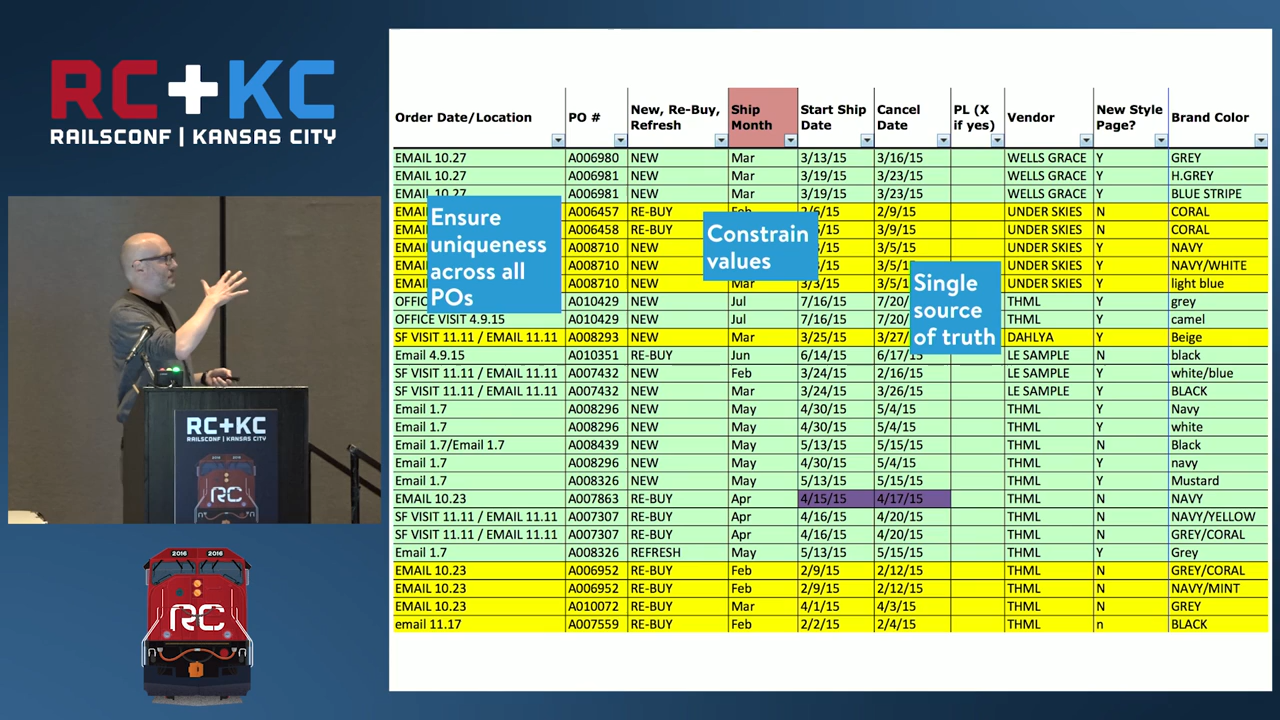 RC+KC
RAILSCONF | KANSAS CITY
Order Date/Location PO # New, Re-Buy, Refresh Ship Month Start Ship Date Cancel Date PL (X if yes) Vendor New Style Page? Brand Color
EMAIL 10.27 A006980 NEW Mar 3/13/15 3/16/15 WELLS GRACE Y GREY
EMAIL 10.27 A006981 NEW Mar 3/19/15 3/23/15 WELLS GRACE Y H.GREY
EMAIL 10.27 A006981 NEW Mar 3/19/15 3/23/15 WELLS GRACE Y BLUE STRIPE
A006457 RE-BUY Feb 2/6/15 2/9/15 UNDER SKIES N CORAL
A006458 RE-BUY 3/9/15 UNDER SKIES N CORAL
A008710 NEW 3/5/15 UNDER SKIES Y NAVY
A008710 NEW UNDER SKIES Y NAVY/WHITE
A008710 NEW Mar 3/3/15 UNDER SKIES Y light blue
A010429 NEW Jul 7/16/15 THML Y grey
OFFICE VISIT 4.9.15 A010429 NEW Jul 7/16/15 THML Y camel
SF VISIT 11.11 / EMAIL 11.11 A008293 NEW Mar 3/25/15 DAHLYA Y Beige
Email 4.9.15 A010351 RE-BUY Jun 6/14/15 6/17/15 LE SAMPLE N black
SF VISIT 11.11 / EMAIL 11.11 A007432 NEW Feb 3/24/15 2/16/15 LE SAMPLE Y white/blue
SF VISIT 11.11 / EMAIL 11.11 A007432 NEW Mar 3/24/15 3/26/15 LE SAMPLE Y BLACK
Email 1.7 A008296 NEW May 4/30/15 5/4/15 THML Y Navy
Email 1.7 A008296 NEW May 4/30/15 5/4/15 THML Y white
Email 1.7/Email 1.7 A008439 NEW May 5/13/15 5/15/15 THML N Black
Email 1.7 A008296 NEW May 4/30/15 5/4/15 THML Y navy
Email 1.7 A008326 NEW May 5/13/15 5/15/15 THML Y Mustard
EMAIL 10.23 A007863 RE-BUY Apr 4/15/15 4/17/15 THML N NAVY
SF VISIT 11.11 / EMAIL 11.11 A007307 RE-BUY Apr 4/16/15 4/20/15 THML N NAVY/YELLOW
SF VISIT 11.11 / EMAIL 11.11 A007307 RE-BUY Apr 4/16/15 4/20/15 THML N GREY/CORAL
Email 1.7 A008326 REFRESH May 5/13/15 5/15/15 THML Y Grey
EMAIL 10.23 A006952 RE-BUY Feb 2/9/15 2/12/15 THML N GREY/CORAL
EMAIL 10.23 A006952 RE-BUY Feb 2/9/15 2/12/15 THML N NAVY/MINT
EMAIL 10.23 A010072 RE-BUY Mar 4/1/15 4/3/15 THML N GREY
email 11.17 A007559 RE-BUY Feb 2/2/15 2/4/15 THML n BLACK
Ensure
uniqueness
across all
POs
Constrain
values
Single
source
of truth
RC+KC
RAILSCONF | KANSAS CITY
RC
2016 2016
RC